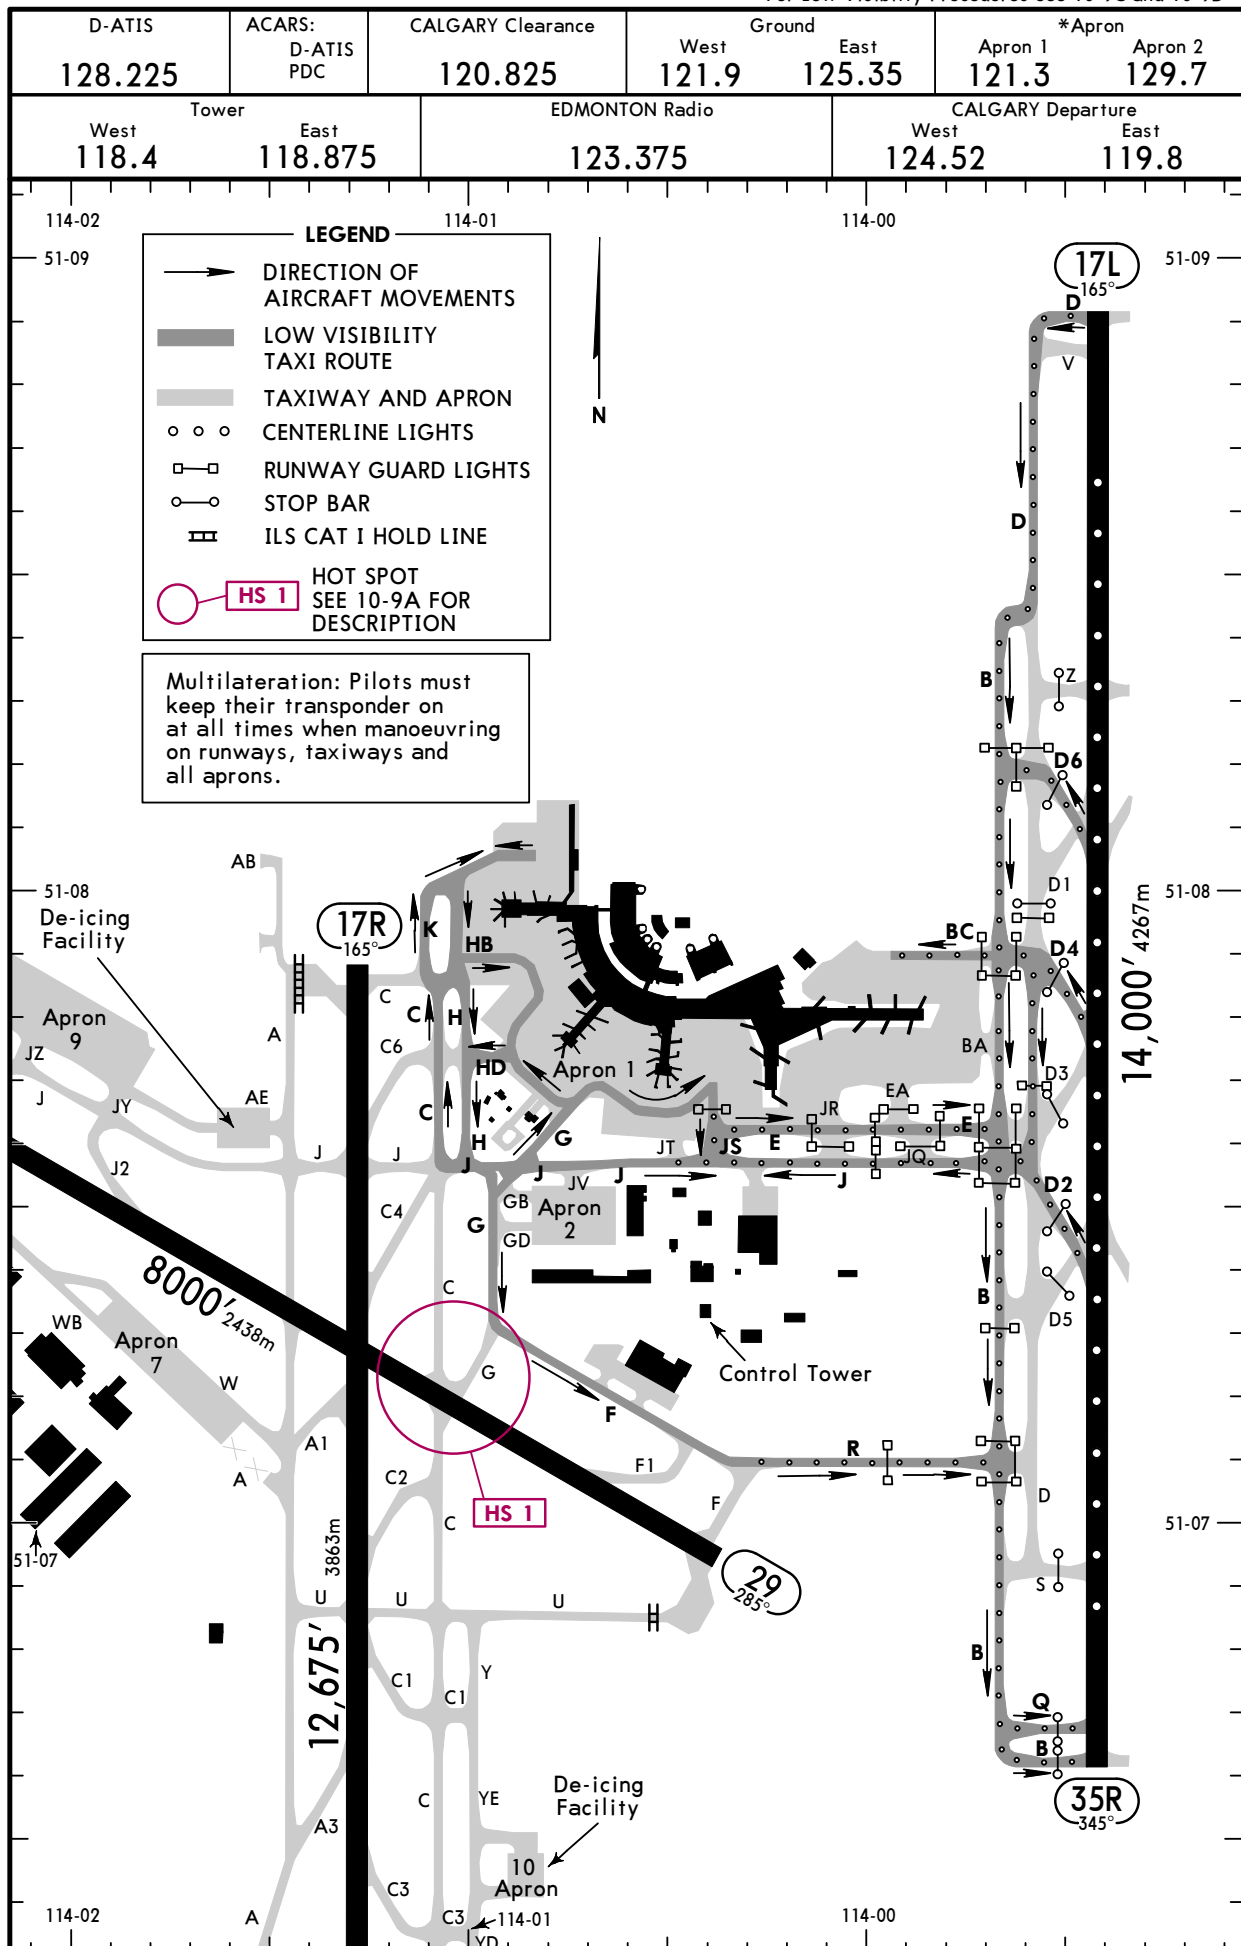 D-ATIS
128.225
ACARS:
D-ATIS
PDC
CALGARY Clearance
120.825
Ground
West East
121.9 125.35
*Apron
Apron 1 Apron 2
121.3 129.7
Tower
West East
118.4 118.875
EDMONTON Radio
123.375
CALGARY Departure
West East
124.52 119.8
114-02 114-01 114-00
LEGEND
DIRECTION OF
AIRCRAFT MOVEMENTS
LOW VISIBILITY
TAXI ROUTE
TAXIWAY AND APRON
CENTERLINE LIGHTS
RUNWAY GUARD LIGHTS
STOP BAR
ILS CAT I HOLD LINE
HS 1
HOT SPOT
SEE 10-9A FOR
DESCRIPTION
Multilateration: Pilots must
keep their transponder on
at all times when manoeuvring
on runways, taxiways and
all aprons.
N
51-09 51-09
17L
165°
D
V
D
B
Z
D6
AB
51-08 51-08
De-icing
Facility
17R
165°
K
HB
D1
BC
D4
14,000' 4267m
Apron
9
JZ
J
JY
A
AE
C
C
H
C6
HD
Apron 1
BA
D3
EA
JR
E
E
C
H
G
J2
J
J
J
J
JT
JS
J
J
JQ
JV
D2
C4
G
GB
GD
Apron
2
8000' 2438m
C
B
D5
WB
Apron
7
W
G
Control Tower
F
A1
A
C2
F1
R
F
HS 1
C
D
51-07 51-07
3863m
29
285°
U
U
U
S
12,675'
C1
C1
Y
B
Q
B
35R
345°
De-icing
Facility
C
YE
A3
10
Apron
C3
C3
A
114-02 114-01 114-00
YD